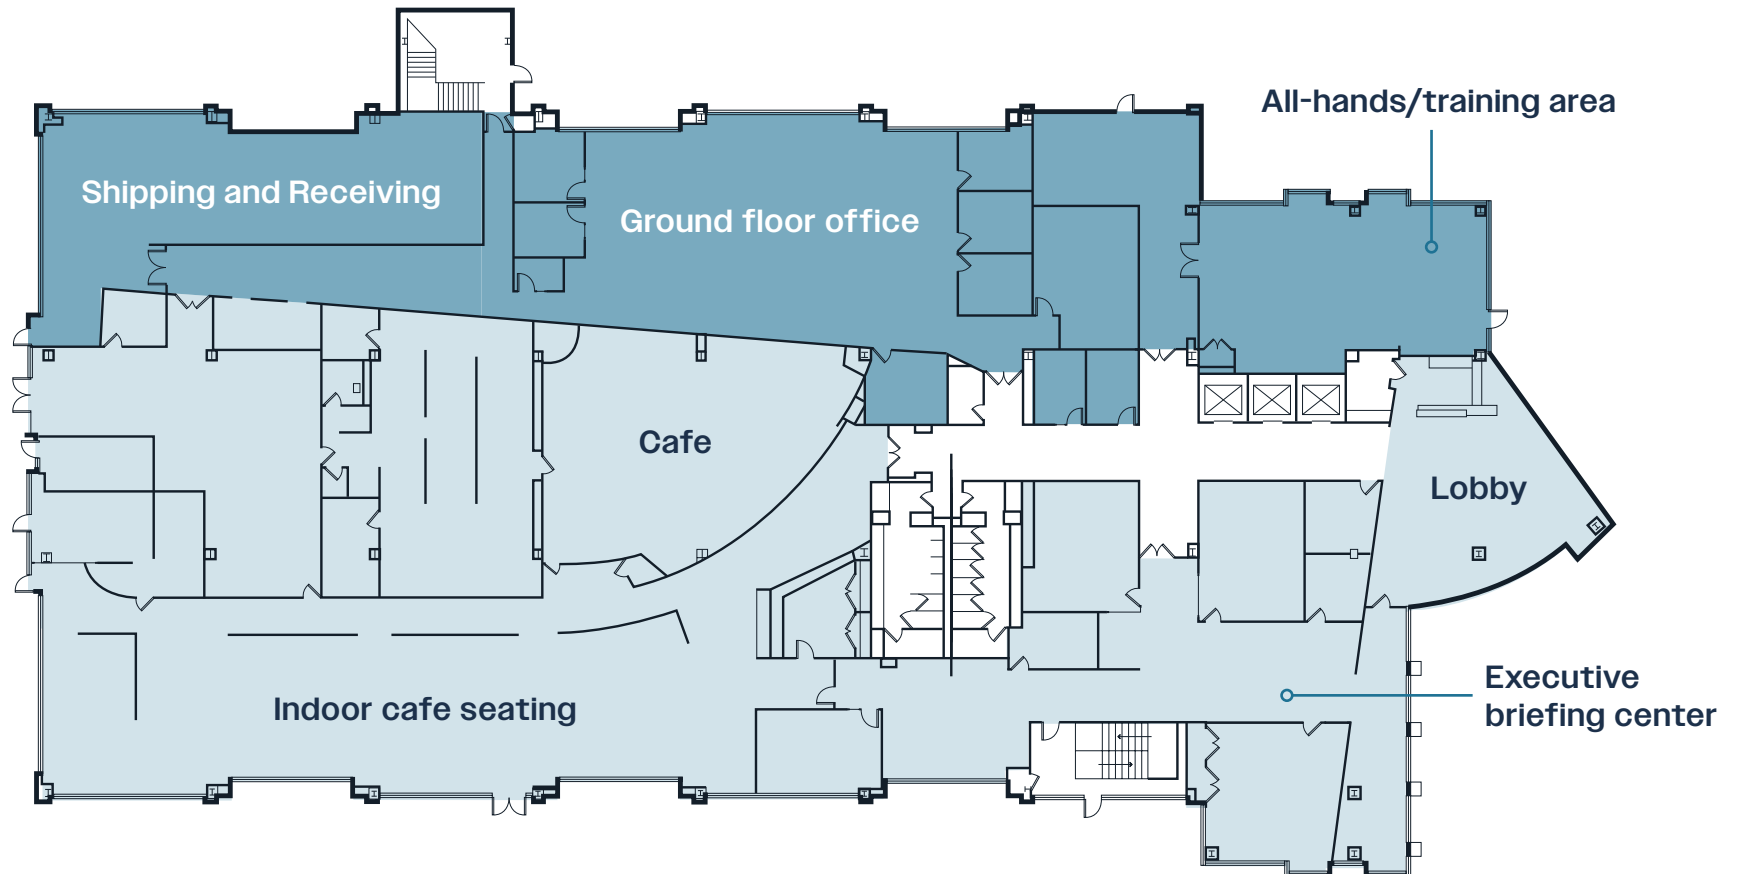 All-hands/training area
Shipping and Receiving
Ground floor office
Cafe
Lobby
Executive
briefing center
Indoor cafe seating